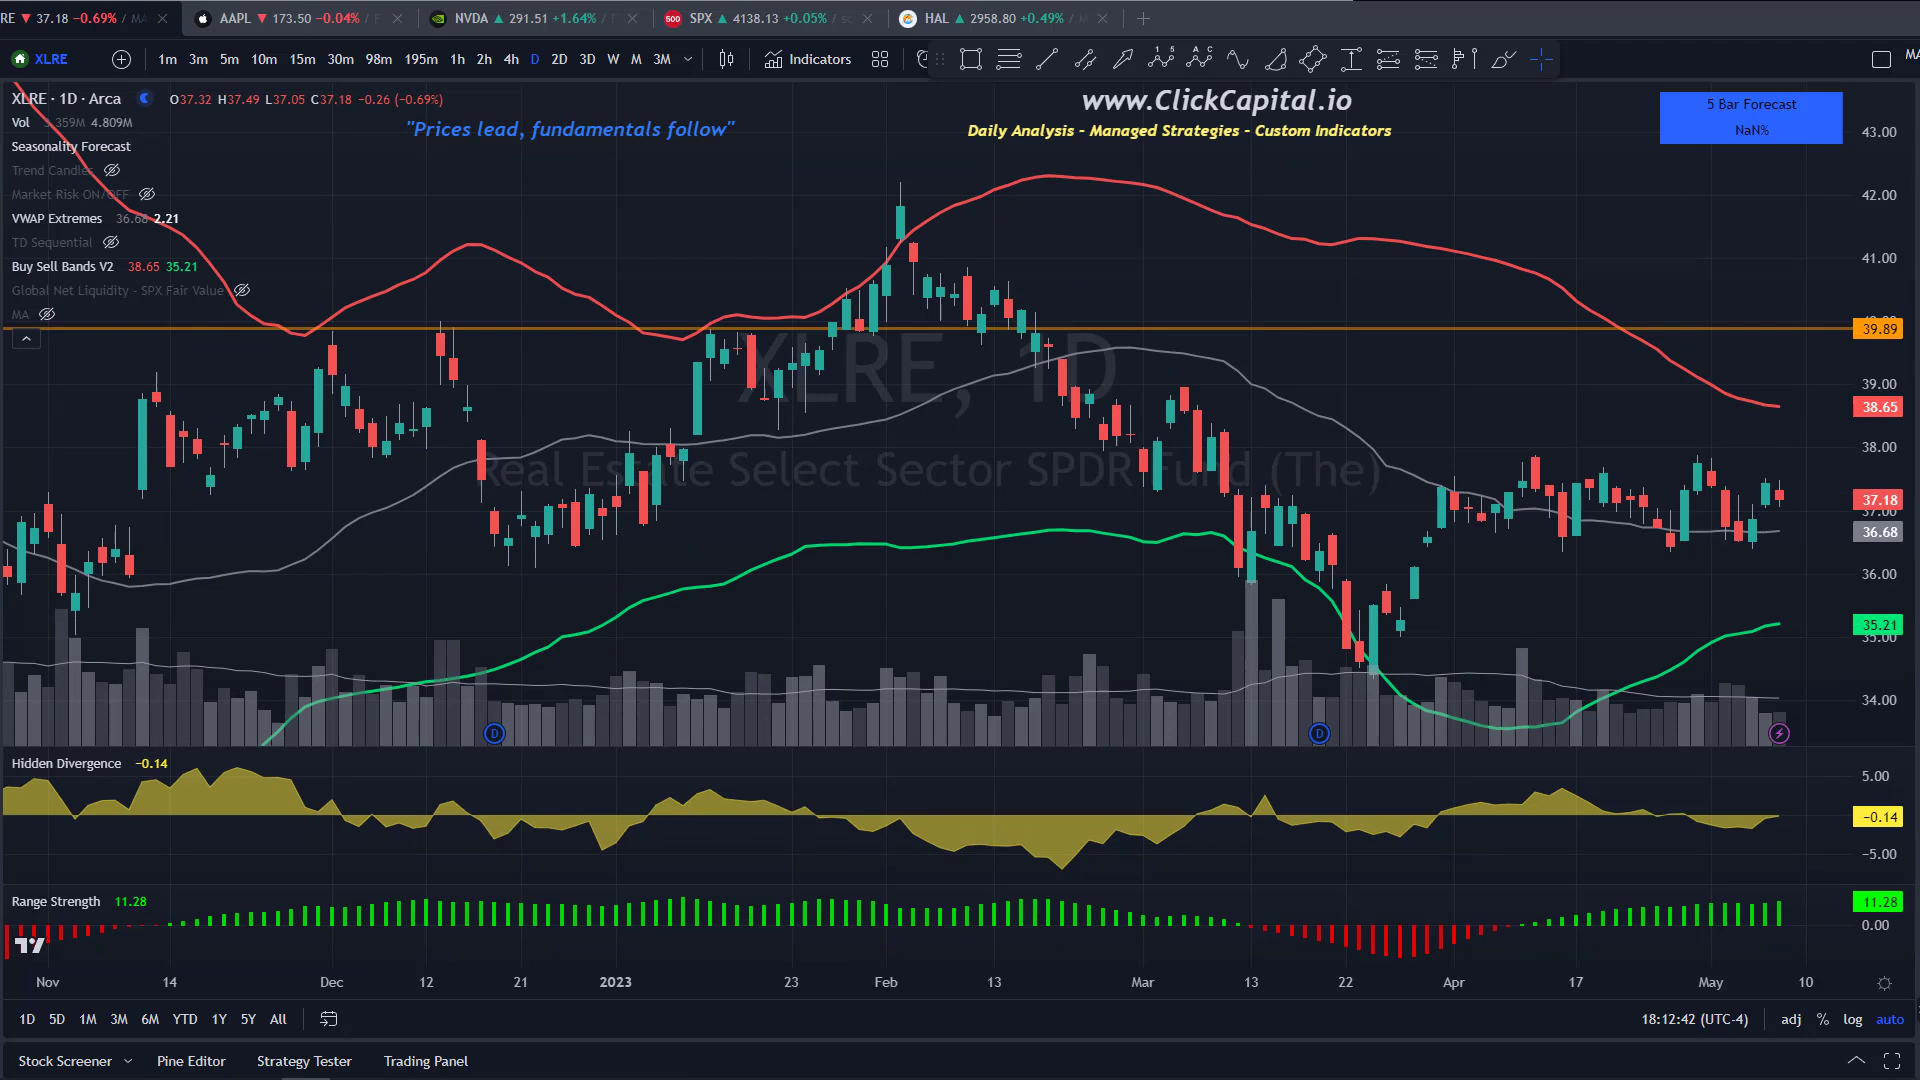 RE 37.18 −0.69% / MA
AAPL 173.50 −0.04% / F
NVDA 291.51 +1.64% /
500 SPX 4138.13 +0.05% /
HAL 2958.80 +0.49% /
XLRE
1m 3m 5m 10m 15m 30m 98m 195m 1h 2h 4h D 2D 3D W M 3M
Indicators
MA
XLRE · 1D · Arca O37.32 H37.49 L37.05 C37.18 −0.26 (−0.69%)
www.ClickCapital.io
"Prices lead, fundamentals follow"
Daily Analysis - Managed Strategies - Custom Indicators
5 Bar Forecast
NaN%
Vol 3.359M 4.809M
Seasonality Forecast
Trend Candles
Market Risk ON/OFF
VWAP Extremes 36.68 2.21
TD Sequential
Buy Sell Bands V2 38.65 35.21
Global Net Liquidity - SPX Fair Value
MA
XLRE, 1D
Real Estate Select Sector SPDR Fund (The)
43.00
42.00
41.00
39.89
39.00
38.65
38.00
37.18
37.00
36.68
36.00
35.21
35.00
34.00
D
D
Hidden Divergence −0.14
5.00
−0.14
−5.00
Range Strength 11.28
11.28
0.00
Nov 14 Dec 12 21 2023 23 Feb 13 Mar 13 22 Apr 17 May 10
1D 5D 1M 3M 6M YTD 1Y 5Y All
18:12:42 (UTC-4) adj % log auto
Stock Screener Pine Editor Strategy Tester Trading Panel